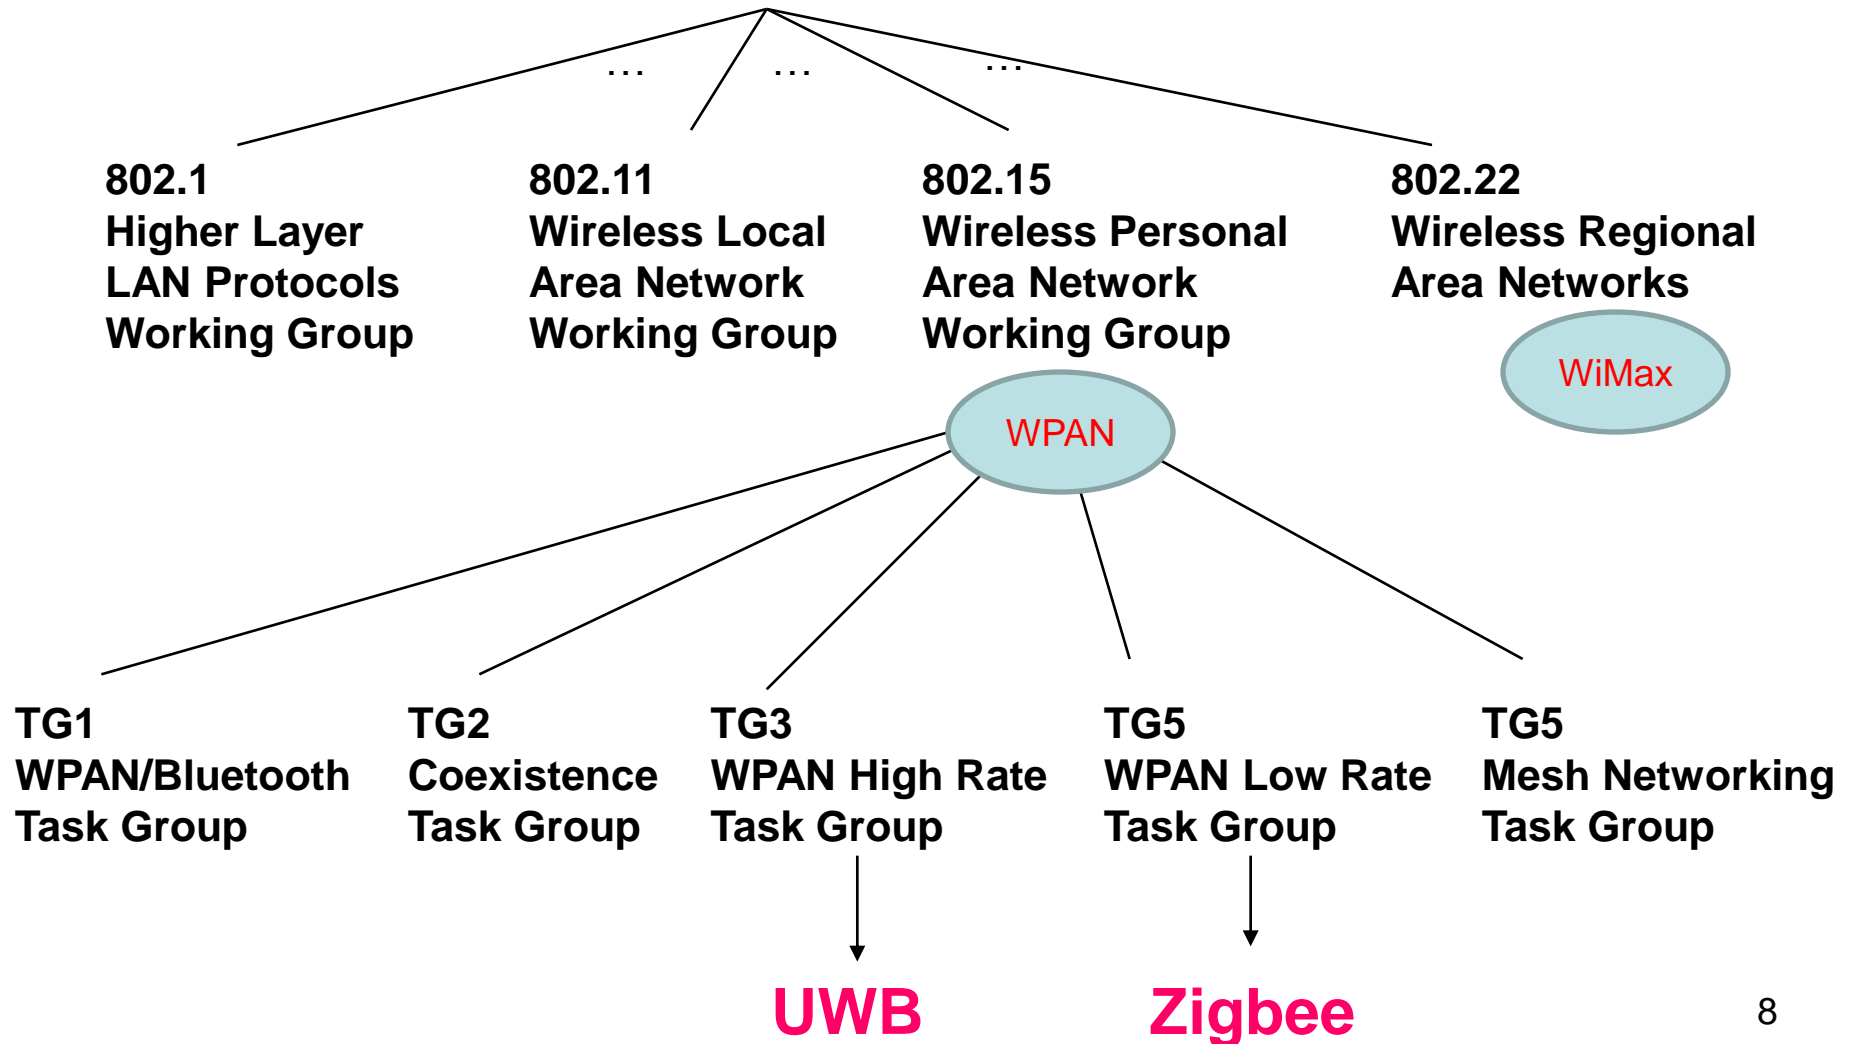 … … …
802.1
Higher Layer
LAN Protocols
Working Group
802.11
Wireless Local
Area Network
Working Group
802.15
Wireless Personal
Area Network
Working Group
802.22
Wireless Regional
Area Networks
WiMax
WPAN
TG1
WPAN/Bluetooth
Task Group
TG2
Coexistence
Task Group
TG3
WPAN High Rate
Task Group
TG5
WPAN Low Rate
Task Group
TG5
Mesh Networking
Task Group
UWB
Zigbee
8